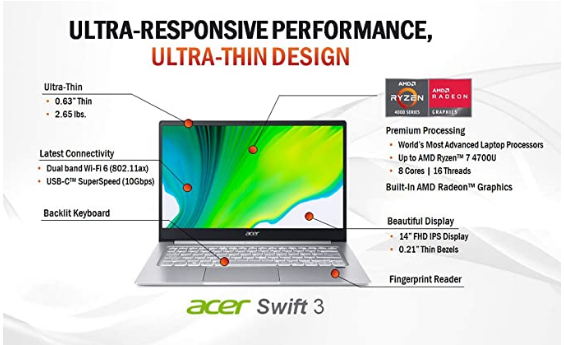 ULTRA-RESPONSIVE PERFORMANCE,
ULTRA-THIN DESIGN
Ultra-Thin
• 0.63" Thin
• 2.65 lbs.
Latest Connectivity
• Dual band Wi-Fi 6 (802.11ax)
• USB-C™ SuperSpeed (10Gbps)
Backlit Keyboard
AMD
RYZEN
4000 SERIES
AMD
RADEON
GRAPHICS
Premium Processing
• World's Most Advanced Laptop Processors
• Up to AMD Ryzen™ 7 4700U
• 8 Cores | 16 Threads
Built-In AMD Radeon™ Graphics
Beautiful Display
• 14" FHD IPS Display
• 0.21" Thin Bezels
Fingerprint Reader
acer
acer Swift 3